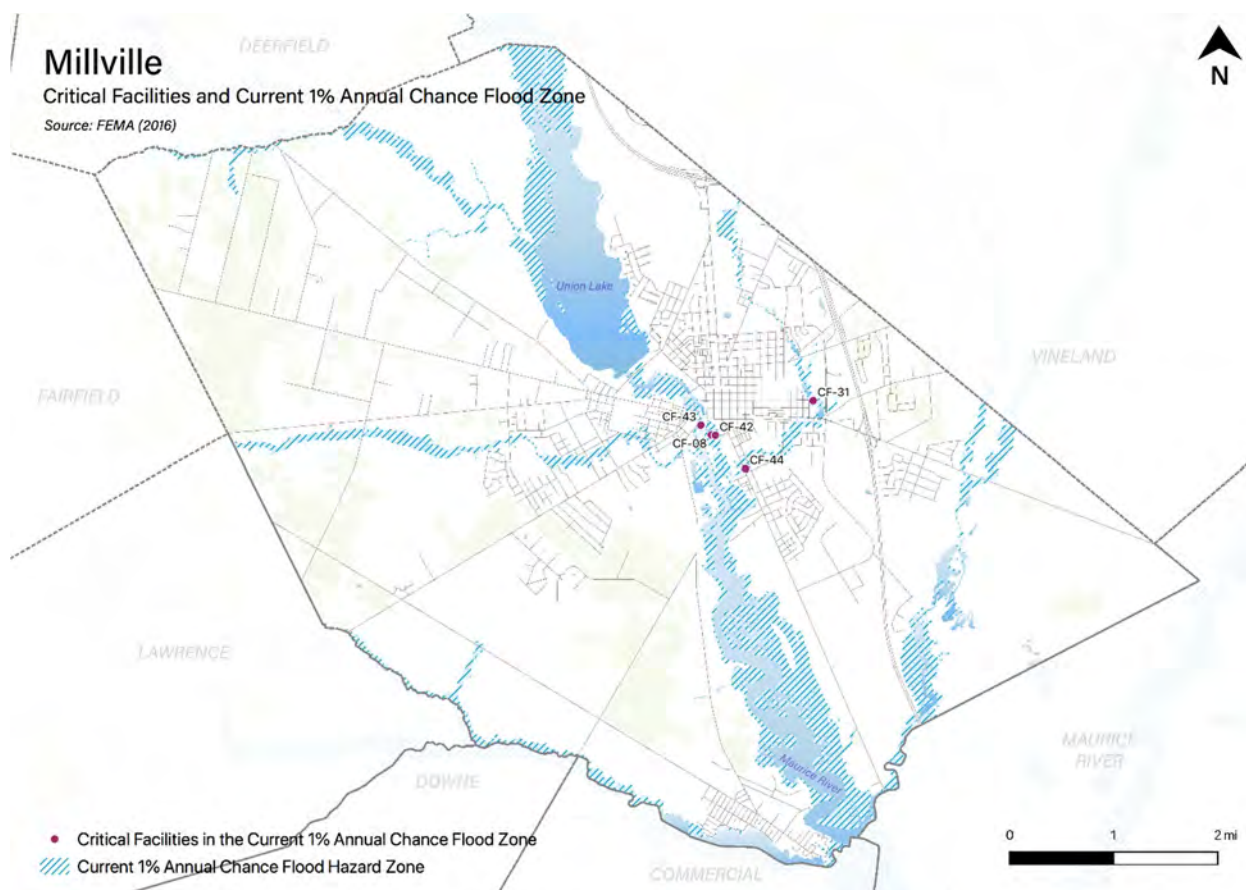 DEERFIELD
Millville
Critical Facilities and Current 1% Annual Chance Flood Zone
Source: FEMA (2016)
N
Union Lake
VINELAND
FAIRFIELD
CF-31
CF-43
CF-42
CF-08
CF-44
LAWRENCE
MAURICE
RIVER
Maurice River
DOWNE
COMMERCIAL
Critical Facilities in the Current 1% Annual Chance Flood Zone
Current 1% Annual Chance Flood Hazard Zone
0 1 2 mi